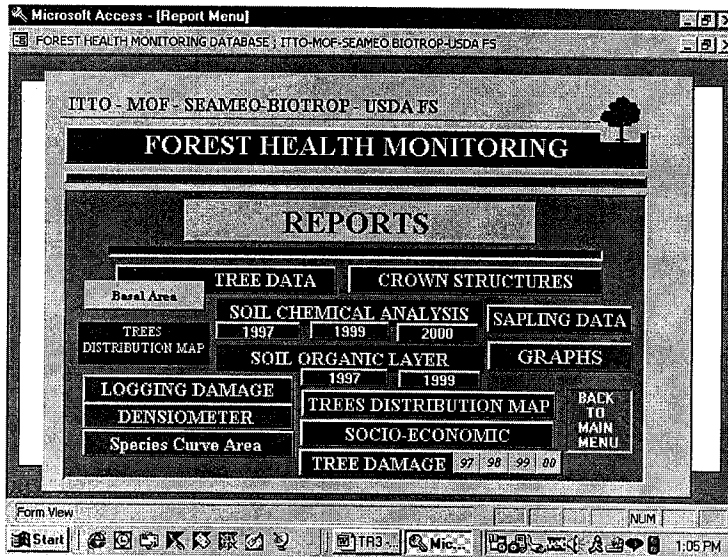 Microsoft Access - [Report Menu]
FOREST HEALTH MONITORING DATABASE ; ITTO-MOF-SEAMEO BIOTROP-USDA FS
ITTO - MOF - SEAMEO-BIOTROP - USDA FS
FOREST HEALTH MONITORING
REPORTS
TREE DATA
CROWN STRUCTURES
Basal Area
SOIL CHEMICAL ANALYSIS
1997 1999 2000
SAPLING DATA
TREES
DISTRIBUTION MAP
SOIL ORGANIC LAYER
1997 1999
GRAPHS
LOGGING DAMAGE
DENSIOMETER
Species Curve Area
TREES DISTRIBUTION MAP
SOCIO-ECONOMIC
TREE DAMAGE 97 98 99 00
BACK
TO
MAIN
MENU
Form View
NUM
Start
TR3 -...
Mic...
1:05 PM